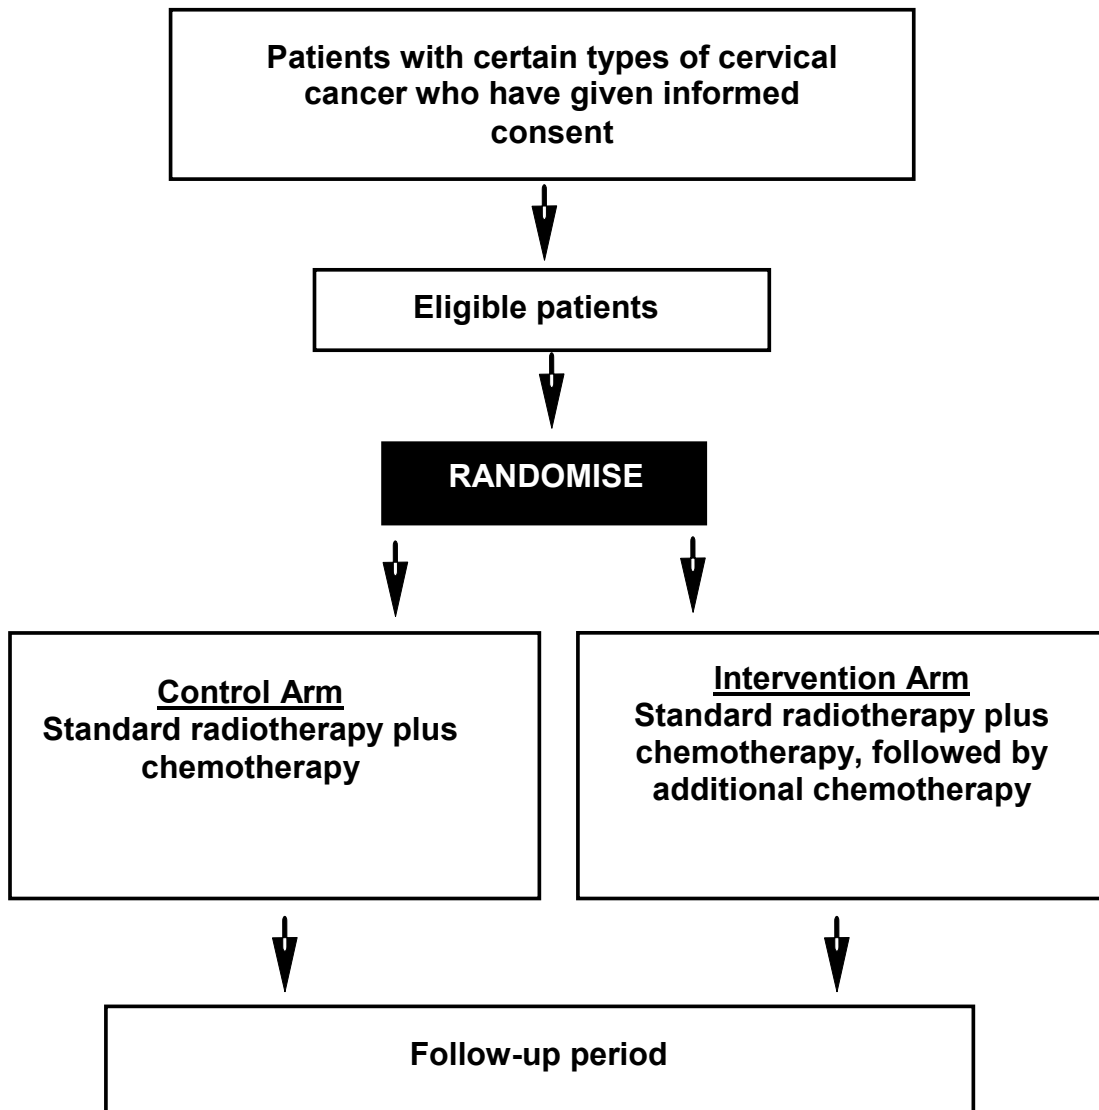 Patients with certain types of cervical
cancer who have given informed
consent
Eligible patients
RANDOMISE
Control Arm
Standard radiotherapy plus
chemotherapy
Intervention Arm
Standard radiotherapy plus
chemotherapy, followed by
additional chemotherapy
Follow-up period